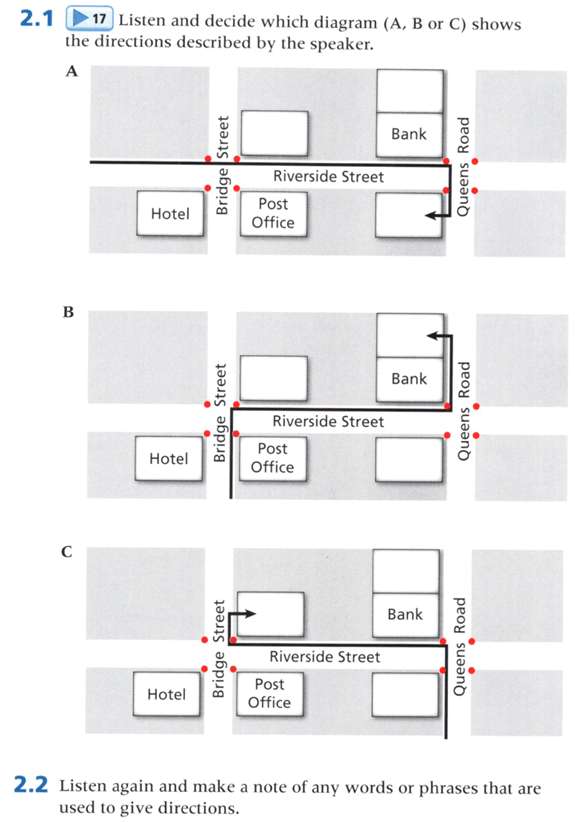 2.1 17 Listen and decide which diagram (A, B or C) shows
the directions described by the speaker.
A
Bank
Bridge Street
Queens Road
Riverside Street
Hotel
Post
Office
B
Bank
Bridge Street
Queens Road
Riverside Street
Hotel
Post
Office
C
Bank
Bridge Street
Queens Road
Riverside Street
Hotel
Post
Office
2.2 Listen again and make a note of any words or phrases that are
used to give directions.